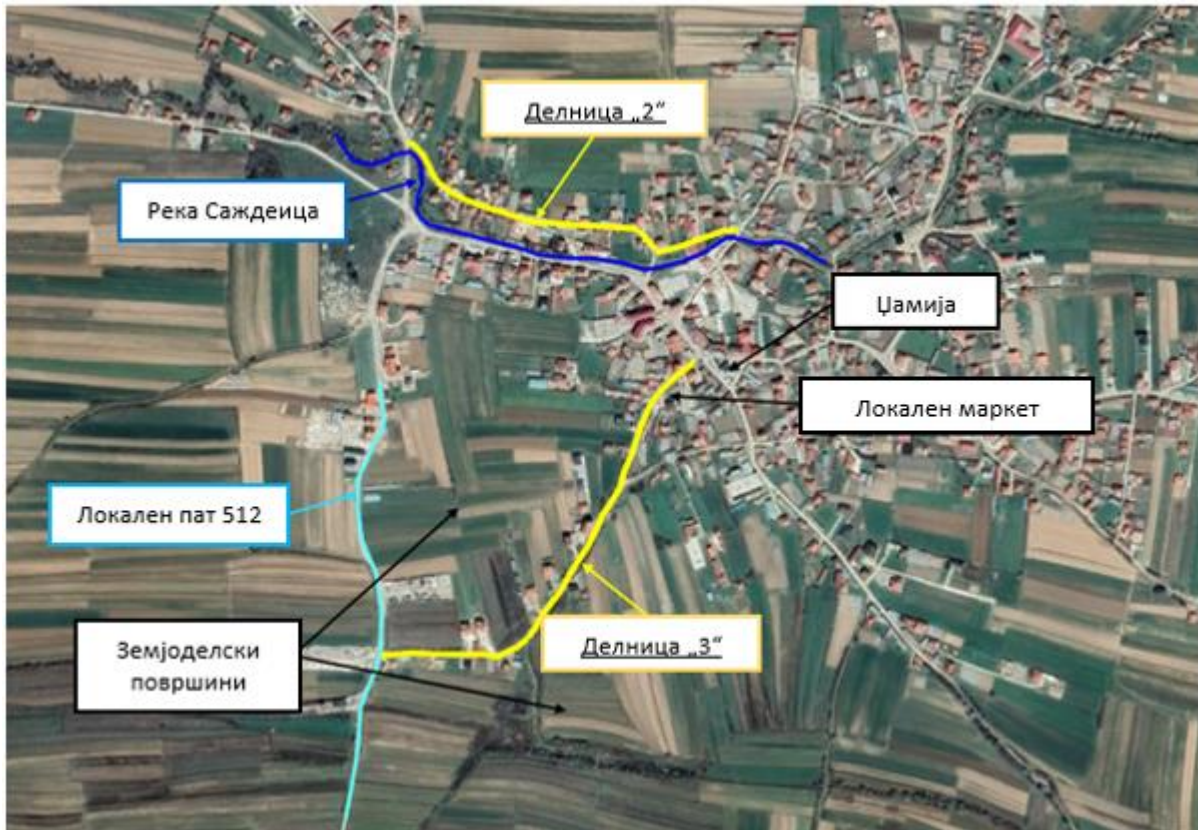 Делница „2“
Река Саждеица
Џамија
Локален маркет
Локален пат 512
Делница „3“
Земјоделски
површини